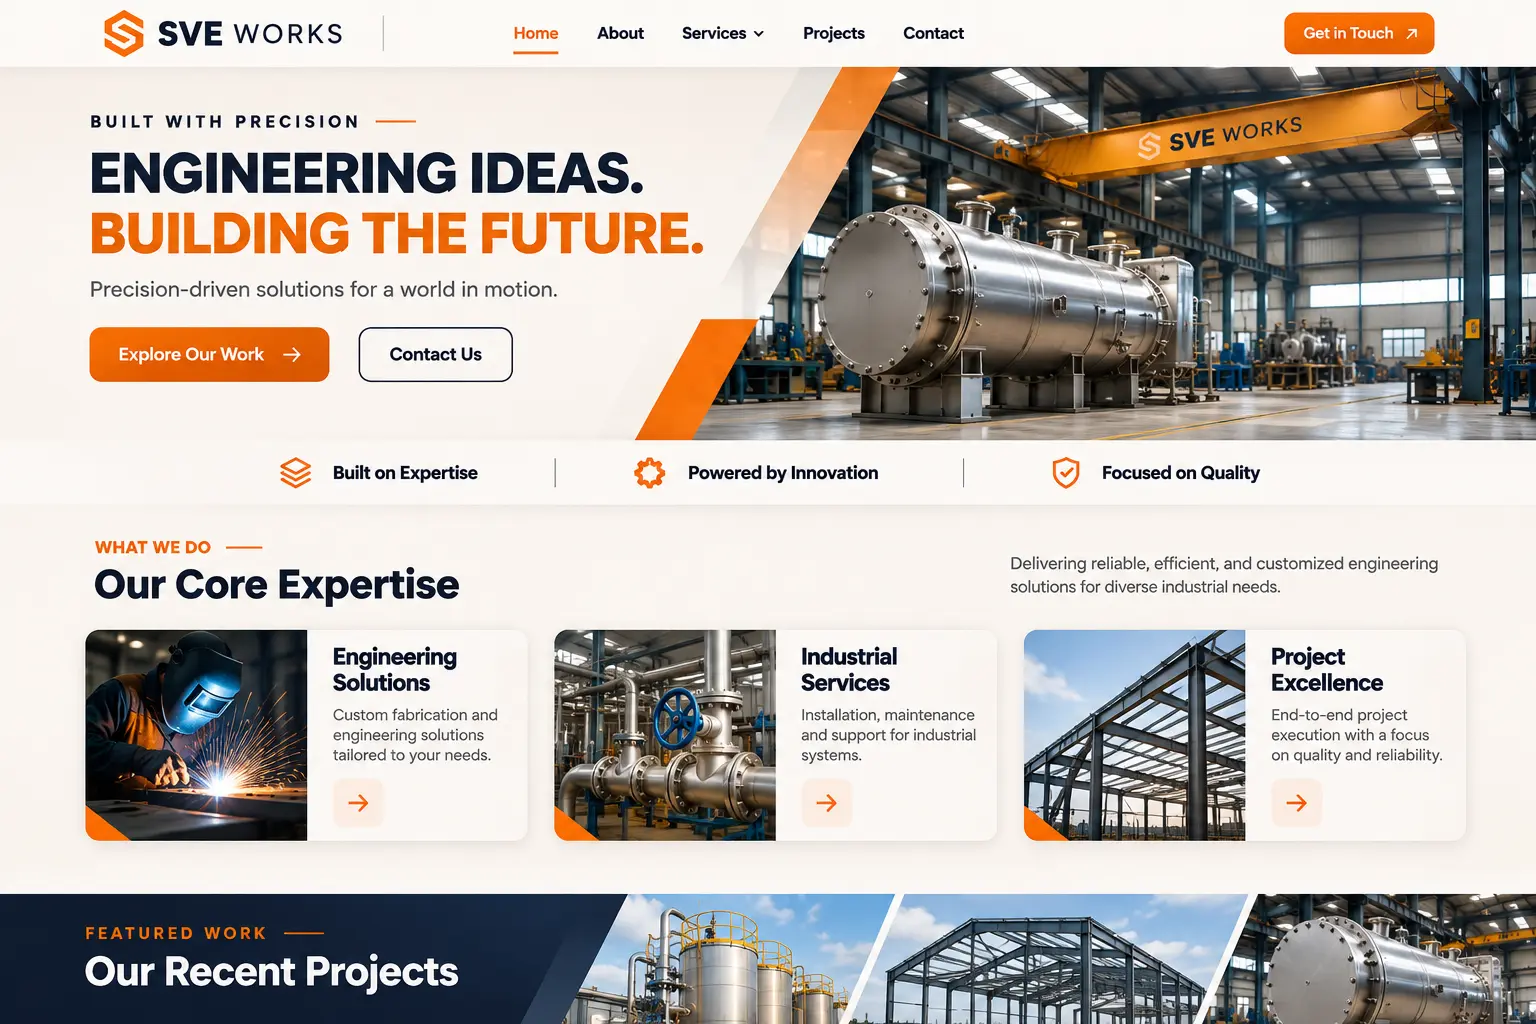 SVE WORKS
Home
About
Services
Projects
Contact
Get in Touch
BUILT WITH PRECISION
ENGINEERING IDEAS.
BUILDING THE FUTURE.
Precision-driven solutions for a world in motion.
Explore Our Work
Contact Us
SVE WORKS
Built on Expertise
Powered by Innovation
Focused on Quality
WHAT WE DO
Our Core Expertise
Delivering reliable, efficient, and customized engineering
solutions for diverse industrial needs.
Engineering
Solutions
Custom fabrication and
engineering solutions
tailored to your needs.
Industrial
Services
Installation, maintenance
and support for industrial
systems.
Project
Excellence
End-to-end project
execution with a focus
on quality and reliability.
FEATURED WORK
Our Recent Projects